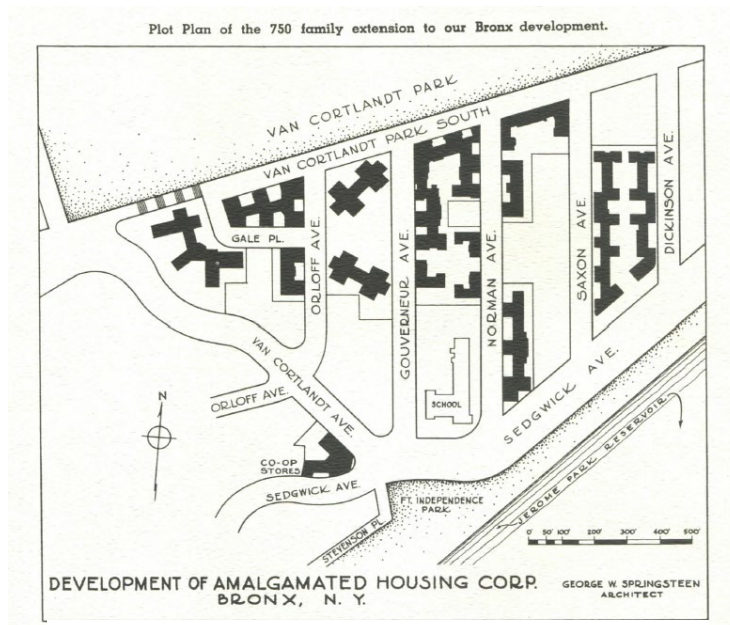 Plot Plan of the 750 family extension to our Bronx development.
VAN CORTLANDT PARK
VAN CORTLANDT PARK SOUTH
GALE PL.
ORLOFF AVE.
GOUVERNEUR AVE.
NORMAN AVE.
SAXON AVE.
DICKINSON AVE.
VAN CORTLANDT AVE.
ORLOFF AVE.
SCHOOL
SEDGWICK AVE.
N
CO-OP
STORES
SEDGWICK AVE.
FT. INDEPENDENCE
PARK
JEROME PARK RESERVOIR
STEVENSON PL.
0 50' 100' 200' 300' 400' 500'
DEVELOPMENT OF AMALGAMATED HOUSING CORP.
BRONX, N. Y.
GEORGE W. SPRINGSTEEN
ARCHITECT